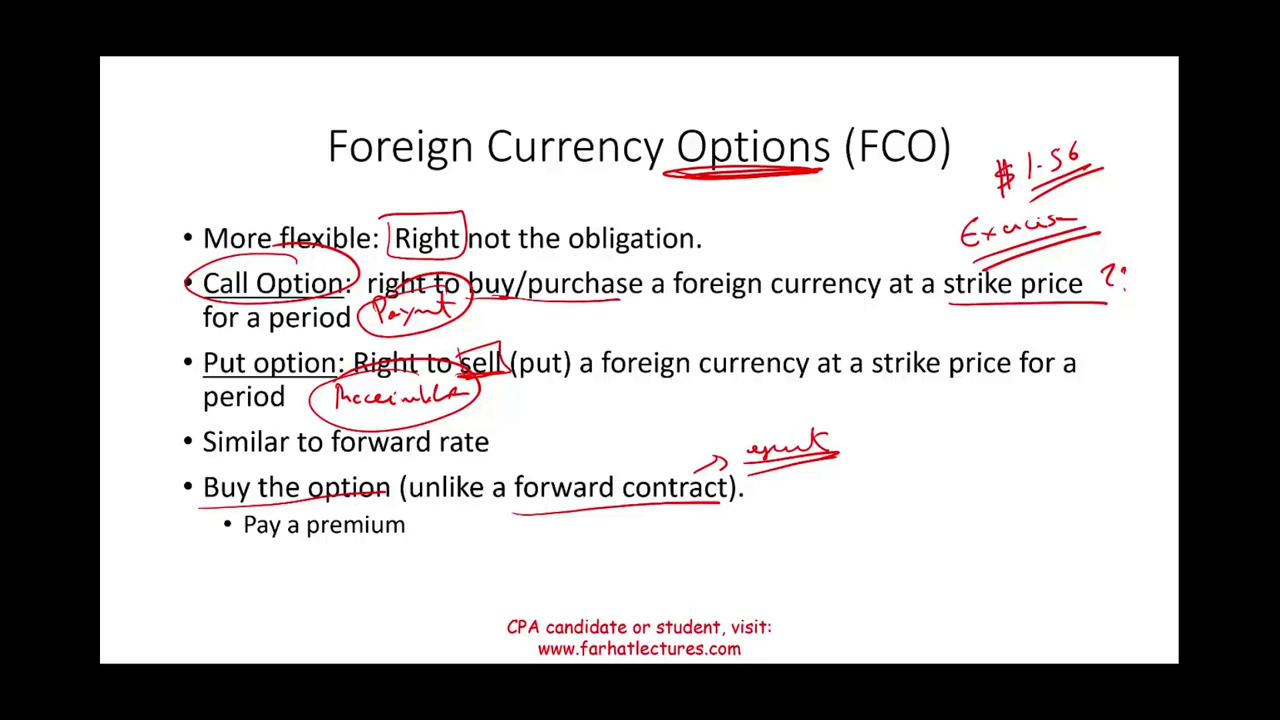 Foreign Currency Options (FCO)
$ 1.56
• More flexible: Right not the obligation.
Exercise
• Call Option: right to buy/purchase a foreign currency at a strike price ??
for a period
• Put option: Right to sell (put) a foreign currency at a strike price for a
period
• Similar to forward rate
• Buy the option (unlike a forward contract).
• Pay a premium
CPA candidate or student, visit:
www.farhatlectures.com